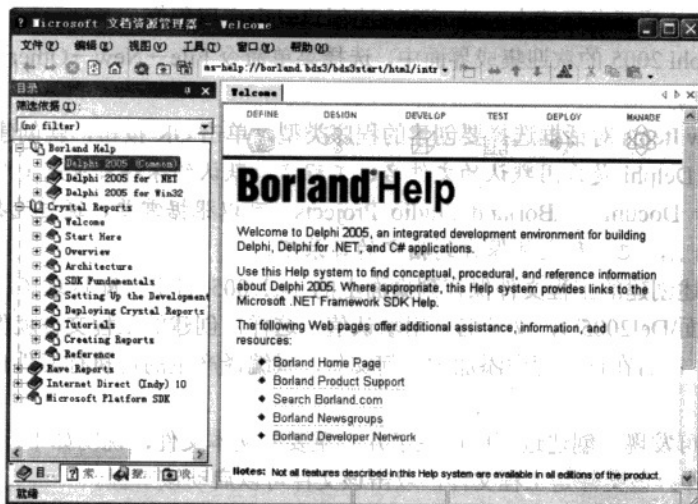 Microsoft 文档资源管理器 - Welcome
文件(F) 编辑(E) 视图(V) 工具(T) 窗口(W) 帮助(H)
ms-help://borland.bds3/bds3start/html/intr
目录
筛选依据(I):
(no filter)
Borland Help
Delphi 2005 (Common)
Delphi 2005 for .NET
Delphi 2005 for Win32
Crystal Reports
Welcome
Start Here
Overview
Architecture
SDK Fundamentals
Setting Up the Development
Deploying Crystal Reports
Tutorials
Creating Reports
Reference
Rave Reports
Internet Direct (Indy) 10
Microsoft Platform SDK
目..
索..
就绪
Welcome
DEFINE DESIGN DEVELOP TEST DEPLOY MANAGE
Borland Help
Welcome to Delphi 2005, an integrated development environment for building
Delphi, Delphi for .NET, and C# applications.
Use this Help system to find conceptual, procedural, and reference information
about Delphi 2005. Where appropriate, this Help system provides links to the
Microsoft .NET Framework SDK Help.
The following Web pages offer additional assistance, information, and
resources:
Borland Home Page
Borland Product Support
Search Borland.com
Borland Newsgroups
Borland Developer Network
Notes: Not all features described in this Help system are available in all editions of the product.